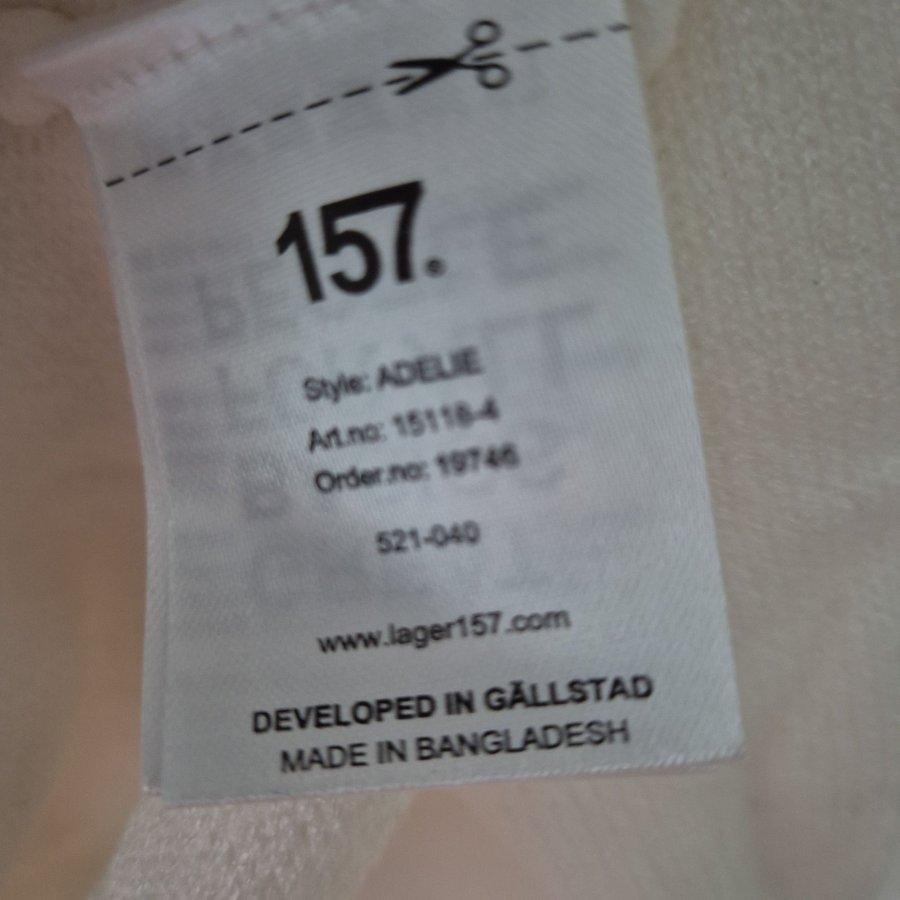 157.
Style: ADELIE
Art.no: 15118-4
Order.no: 19746
521-040
www.lager157.com
DEVELOPED IN GÄLLSTAD
MADE IN BANGLADESH